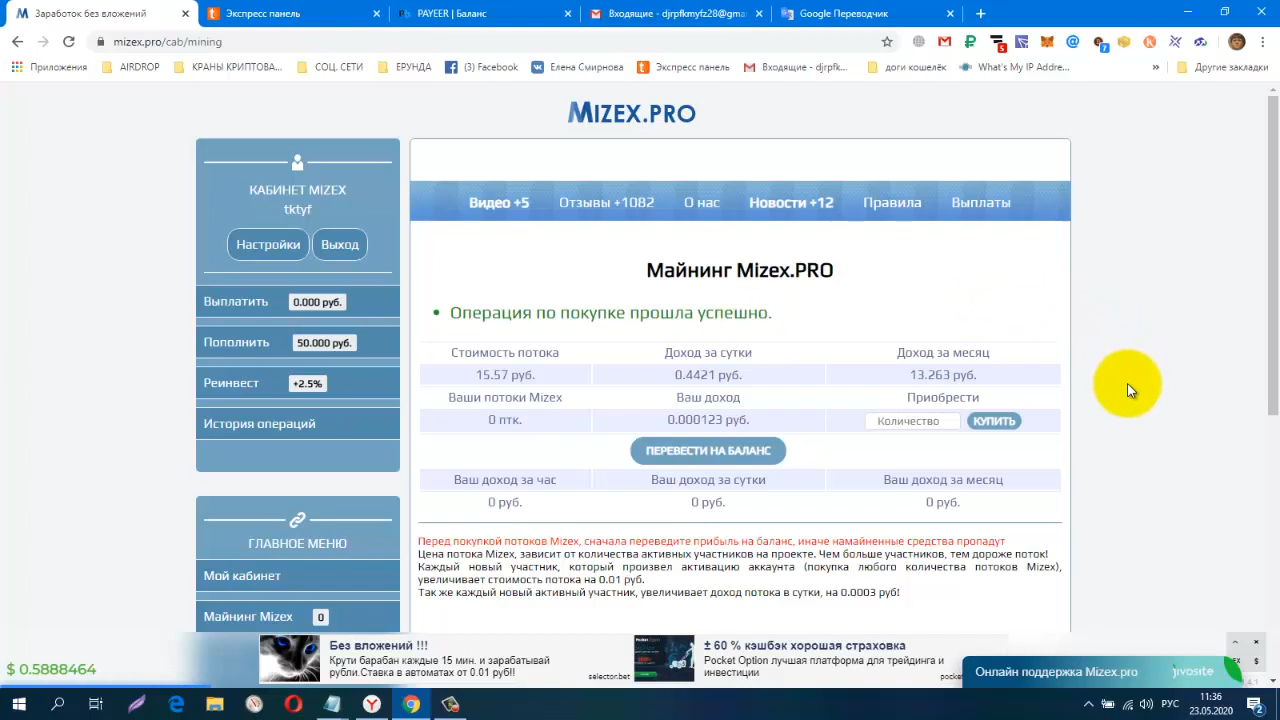 Заработок без вложений
Экспресс панель
PAYEER | Баланс
Входящие - djrpfkmyfz28@gma
Google Переводчик
mizex.pro/cab/mining
5
7
Приложения
AIRDROP
КРАНЫ КРИПТОВА...
СОЦ. СЕТИ
ЕРУНДА
(3) Facebook
Елена Смирнова
Экспресс панель
Входящие - djrpfk...
доги кошелёк
What's My IP Addre...
»
Другие закладки
MIZEX.PRO
КАБИНЕТ MIZEX
tktyf
Настройки
Выход
Выплатить 0.000 руб.
Пополнить 50.000 руб.
Реинвест +2.5%
История операций
ГЛАВНОЕ МЕНЮ
Мой кабинет
Майнинг Mizex 0
Видео +5
Отзывы +1082
О нас
Новости +12
Правила
Выплаты
Майнинг Mizex.PRO
• Операция по покупке прошла успешно.
Стоимость потока Доход за сутки Доход за месяц
15.57 руб. 0.4421 руб. 13.263 руб.
Ваши потоки Mizex Ваш доход Приобрести
0 птк. 0.000123 руб. Количество КУПИТЬ
ПЕРЕВЕСТИ НА БАЛАНС
Ваш доход за час Ваш доход за сутки Ваш доход за месяц
0 руб. 0 руб. 0 руб.
Перед покупкой потоков Mizex, сначала переведите прибыль на баланс, иначе намайненные средства пропадут
Цена потока Mizex, зависит от количества активных участников на проекте. Чем больше участников, тем дороже поток!
Каждый новый участник, который произвел активацию аккаунта (покупка любого количества потоков Mizex),
увеличивает стоимость потока на 0.01 руб.
Так же каждый новый активный участник, увеличивает доход потока в сутки, на 0.0003 руб!
$ 0.5888464
Без вложений !!!
Крути барабан каждые 15 мин. и зарабатывай
рубли.Ставка в автоматах от 0.01 руб!!
selector.bet
± 60 % кэшбэк хорошая страховка
Pocket Option лучшая платформа для трейдинга и
инвестиции
Онлайн поддержка Mizex.pro
jivosite
РУС
11:36
23.05.2020
2